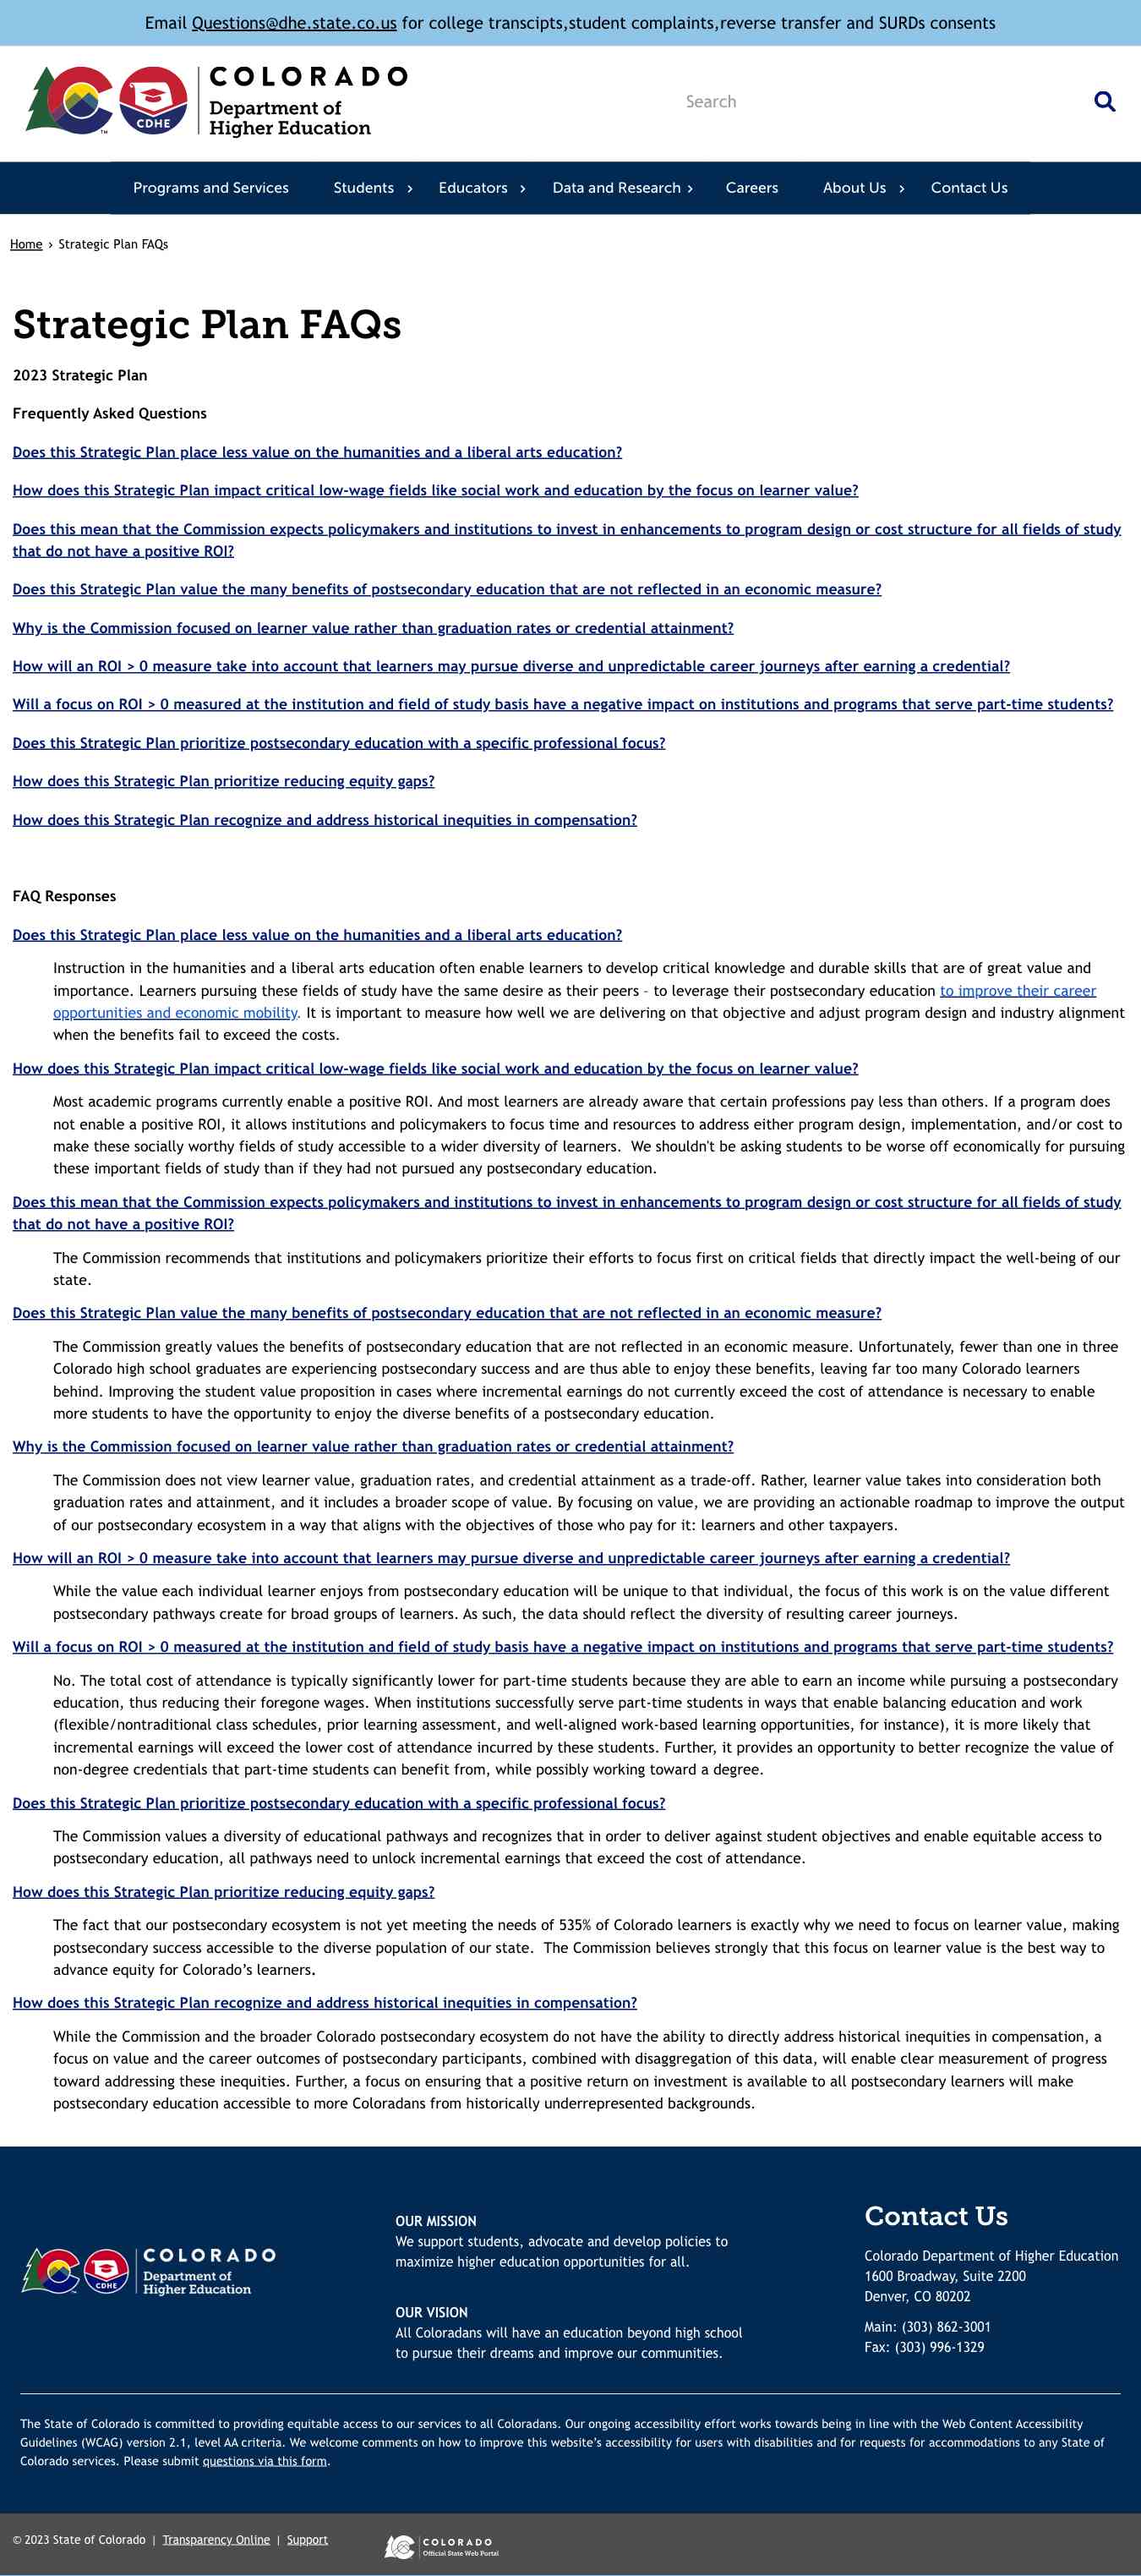 Email Questions@dhe.state.co.us for college transcipts,student complaints,reverse transfer and SURDs consents
COLORADO
Department of
Higher Education
CDHE
TM
Search
Programs and Services Students › Educators › Data and Research › Careers About Us › Contact Us
Home › Strategic Plan FAQs
Strategic Plan FAQs
2023 Strategic Plan
Frequently Asked Questions
Does this Strategic Plan place less value on the humanities and a liberal arts education?
How does this Strategic Plan impact critical low-wage fields like social work and education by the focus on learner value?
Does this mean that the Commission expects policymakers and institutions to invest in enhancements to program design or cost structure for all fields of study
that do not have a positive ROI?
Does this Strategic Plan value the many benefits of postsecondary education that are not reflected in an economic measure?
Why is the Commission focused on learner value rather than graduation rates or credential attainment?
How will an ROI > 0 measure take into account that learners may pursue diverse and unpredictable career journeys after earning a credential?
Will a focus on ROI > 0 measured at the institution and field of study basis have a negative impact on institutions and programs that serve part-time students?
Does this Strategic Plan prioritize postsecondary education with a specific professional focus?
How does this Strategic Plan prioritize reducing equity gaps?
How does this Strategic Plan recognize and address historical inequities in compensation?
FAQ Responses
Does this Strategic Plan place less value on the humanities and a liberal arts education?
Instruction in the humanities and a liberal arts education often enable learners to develop critical knowledge and durable skills that are of great value and
importance. Learners pursuing these fields of study have the same desire as their peers - to leverage their postsecondary education to improve their career
opportunities and economic mobility. It is important to measure how well we are delivering on that objective and adjust program design and industry alignment
when the benefits fail to exceed the costs.
How does this Strategic Plan impact critical low-wage fields like social work and education by the focus on learner value?
Most academic programs currently enable a positive ROI. And most learners are already aware that certain professions pay less than others. If a program does
not enable a positive ROI, it allows institutions and policymakers to focus time and resources to address either program design, implementation, and/or cost to
make these socially worthy fields of study accessible to a wider diversity of learners.  We shouldn't be asking students to be worse off economically for pursuing
these important fields of study than if they had not pursued any postsecondary education.
Does this mean that the Commission expects policymakers and institutions to invest in enhancements to program design or cost structure for all fields of study
that do not have a positive ROI?
The Commission recommends that institutions and policymakers prioritize their efforts to focus first on critical fields that directly impact the well-being of our
state.
Does this Strategic Plan value the many benefits of postsecondary education that are not reflected in an economic measure?
The Commission greatly values the benefits of postsecondary education that are not reflected in an economic measure. Unfortunately, fewer than one in three
Colorado high school graduates are experiencing postsecondary success and are thus able to enjoy these benefits, leaving far too many Colorado learners
behind. Improving the student value proposition in cases where incremental earnings do not currently exceed the cost of attendance is necessary to enable
more students to have the opportunity to enjoy the diverse benefits of a postsecondary education.
Why is the Commission focused on learner value rather than graduation rates or credential attainment?
The Commission does not view learner value, graduation rates, and credential attainment as a trade-off. Rather, learner value takes into consideration both
graduation rates and attainment, and it includes a broader scope of value. By focusing on value, we are providing an actionable roadmap to improve the output
of our postsecondary ecosystem in a way that aligns with the objectives of those who pay for it: learners and other taxpayers.
How will an ROI > 0 measure take into account that learners may pursue diverse and unpredictable career journeys after earning a credential?
While the value each individual learner enjoys from postsecondary education will be unique to that individual, the focus of this work is on the value different
postsecondary pathways create for broad groups of learners. As such, the data should reflect the diversity of resulting career journeys.
Will a focus on ROI > 0 measured at the institution and field of study basis have a negative impact on institutions and programs that serve part-time students?
No. The total cost of attendance is typically significantly lower for part-time students because they are able to earn an income while pursuing a postsecondary
education, thus reducing their foregone wages. When institutions successfully serve part-time students in ways that enable balancing education and work
(flexible/nontraditional class schedules, prior learning assessment, and well-aligned work-based learning opportunities, for instance), it is more likely that
incremental earnings will exceed the lower cost of attendance incurred by these students. Further, it provides an opportunity to better recognize the value of
non-degree credentials that part-time students can benefit from, while possibly working toward a degree.
Does this Strategic Plan prioritize postsecondary education with a specific professional focus?
The Commission values a diversity of educational pathways and recognizes that in order to deliver against student objectives and enable equitable access to
postsecondary education, all pathways need to unlock incremental earnings that exceed the cost of attendance.
How does this Strategic Plan prioritize reducing equity gaps?
The fact that our postsecondary ecosystem is not yet meeting the needs of 535% of Colorado learners is exactly why we need to focus on learner value, making
postsecondary success accessible to the diverse population of our state.  The Commission believes strongly that this focus on learner value is the best way to
advance equity for Colorado’s learners.
How does this Strategic Plan recognize and address historical inequities in compensation?
While the Commission and the broader Colorado postsecondary ecosystem do not have the ability to directly address historical inequities in compensation, a
focus on value and the career outcomes of postsecondary participants, combined with disaggregation of this data, will enable clear measurement of progress
toward addressing these inequities. Further, a focus on ensuring that a positive return on investment is available to all postsecondary learners will make
postsecondary education accessible to more Coloradans from historically underrepresented backgrounds.
COLORADO
Department of
Higher Education
CDHE
OUR MISSION
We support students, advocate and develop policies to
maximize higher education opportunities for all.
OUR VISION
All Coloradans will have an education beyond high school
to pursue their dreams and improve our communities.
Contact Us
Colorado Department of Higher Education
1600 Broadway, Suite 2200
Denver, CO 80202
Main: (303) 862-3001
Fax: (303) 996-1329
The State of Colorado is committed to providing equitable access to our services to all Coloradans. Our ongoing accessibility effort works towards being in line with the Web Content Accessibility
Guidelines (WCAG) version 2.1, level AA criteria. We welcome comments on how to improve this website’s accessibility for users with disabilities and for requests for accommodations to any State of
Colorado services. Please submit questions via this form.
© 2023 State of Colorado | Transparency Online | Support
COLORADO
Official State Web Portal